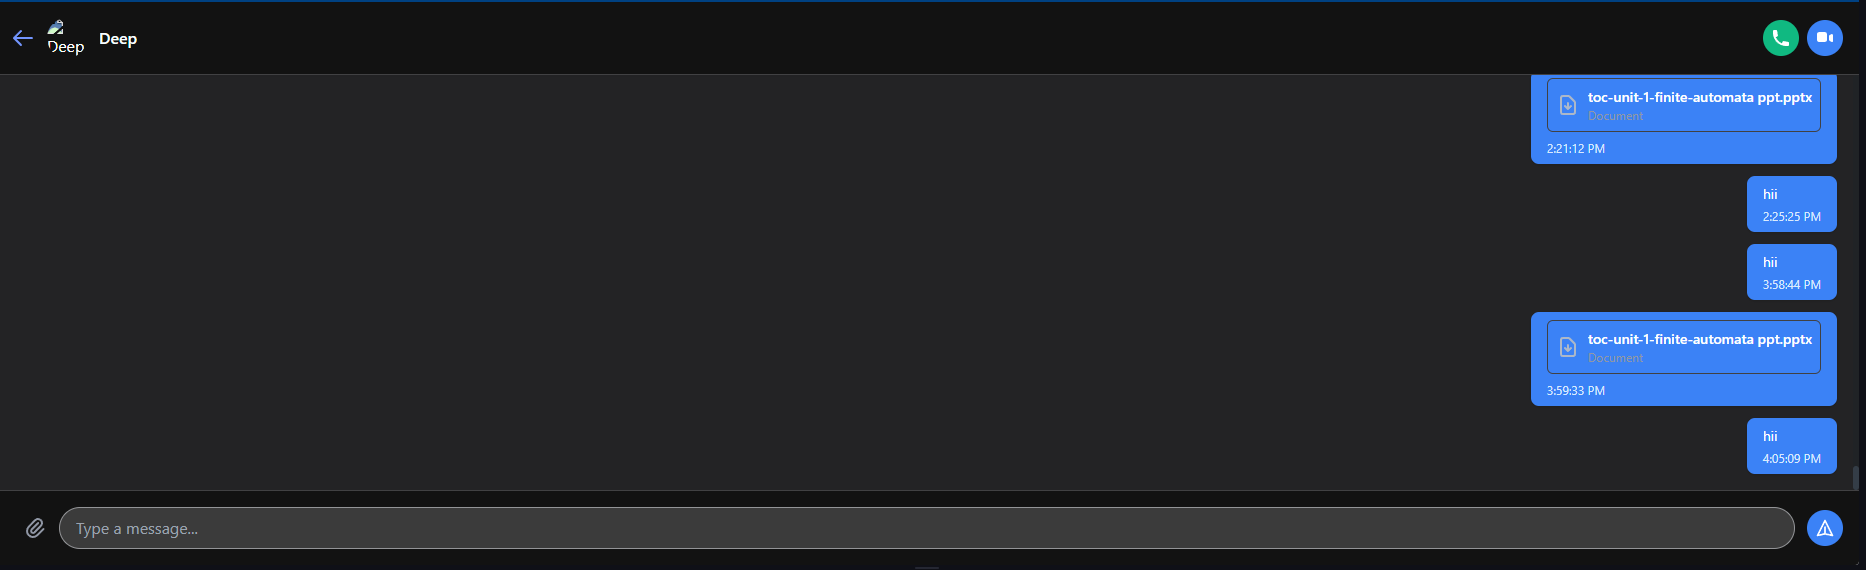 Deep
Deep
toc-unit-1-finite-automata ppt.pptx
Document
2:21:12 PM
hii
2:25:25 PM
hii
3:58:44 PM
toc-unit-1-finite-automata ppt.pptx
Document
3:59:33 PM
hii
4:05:09 PM
Type a message...